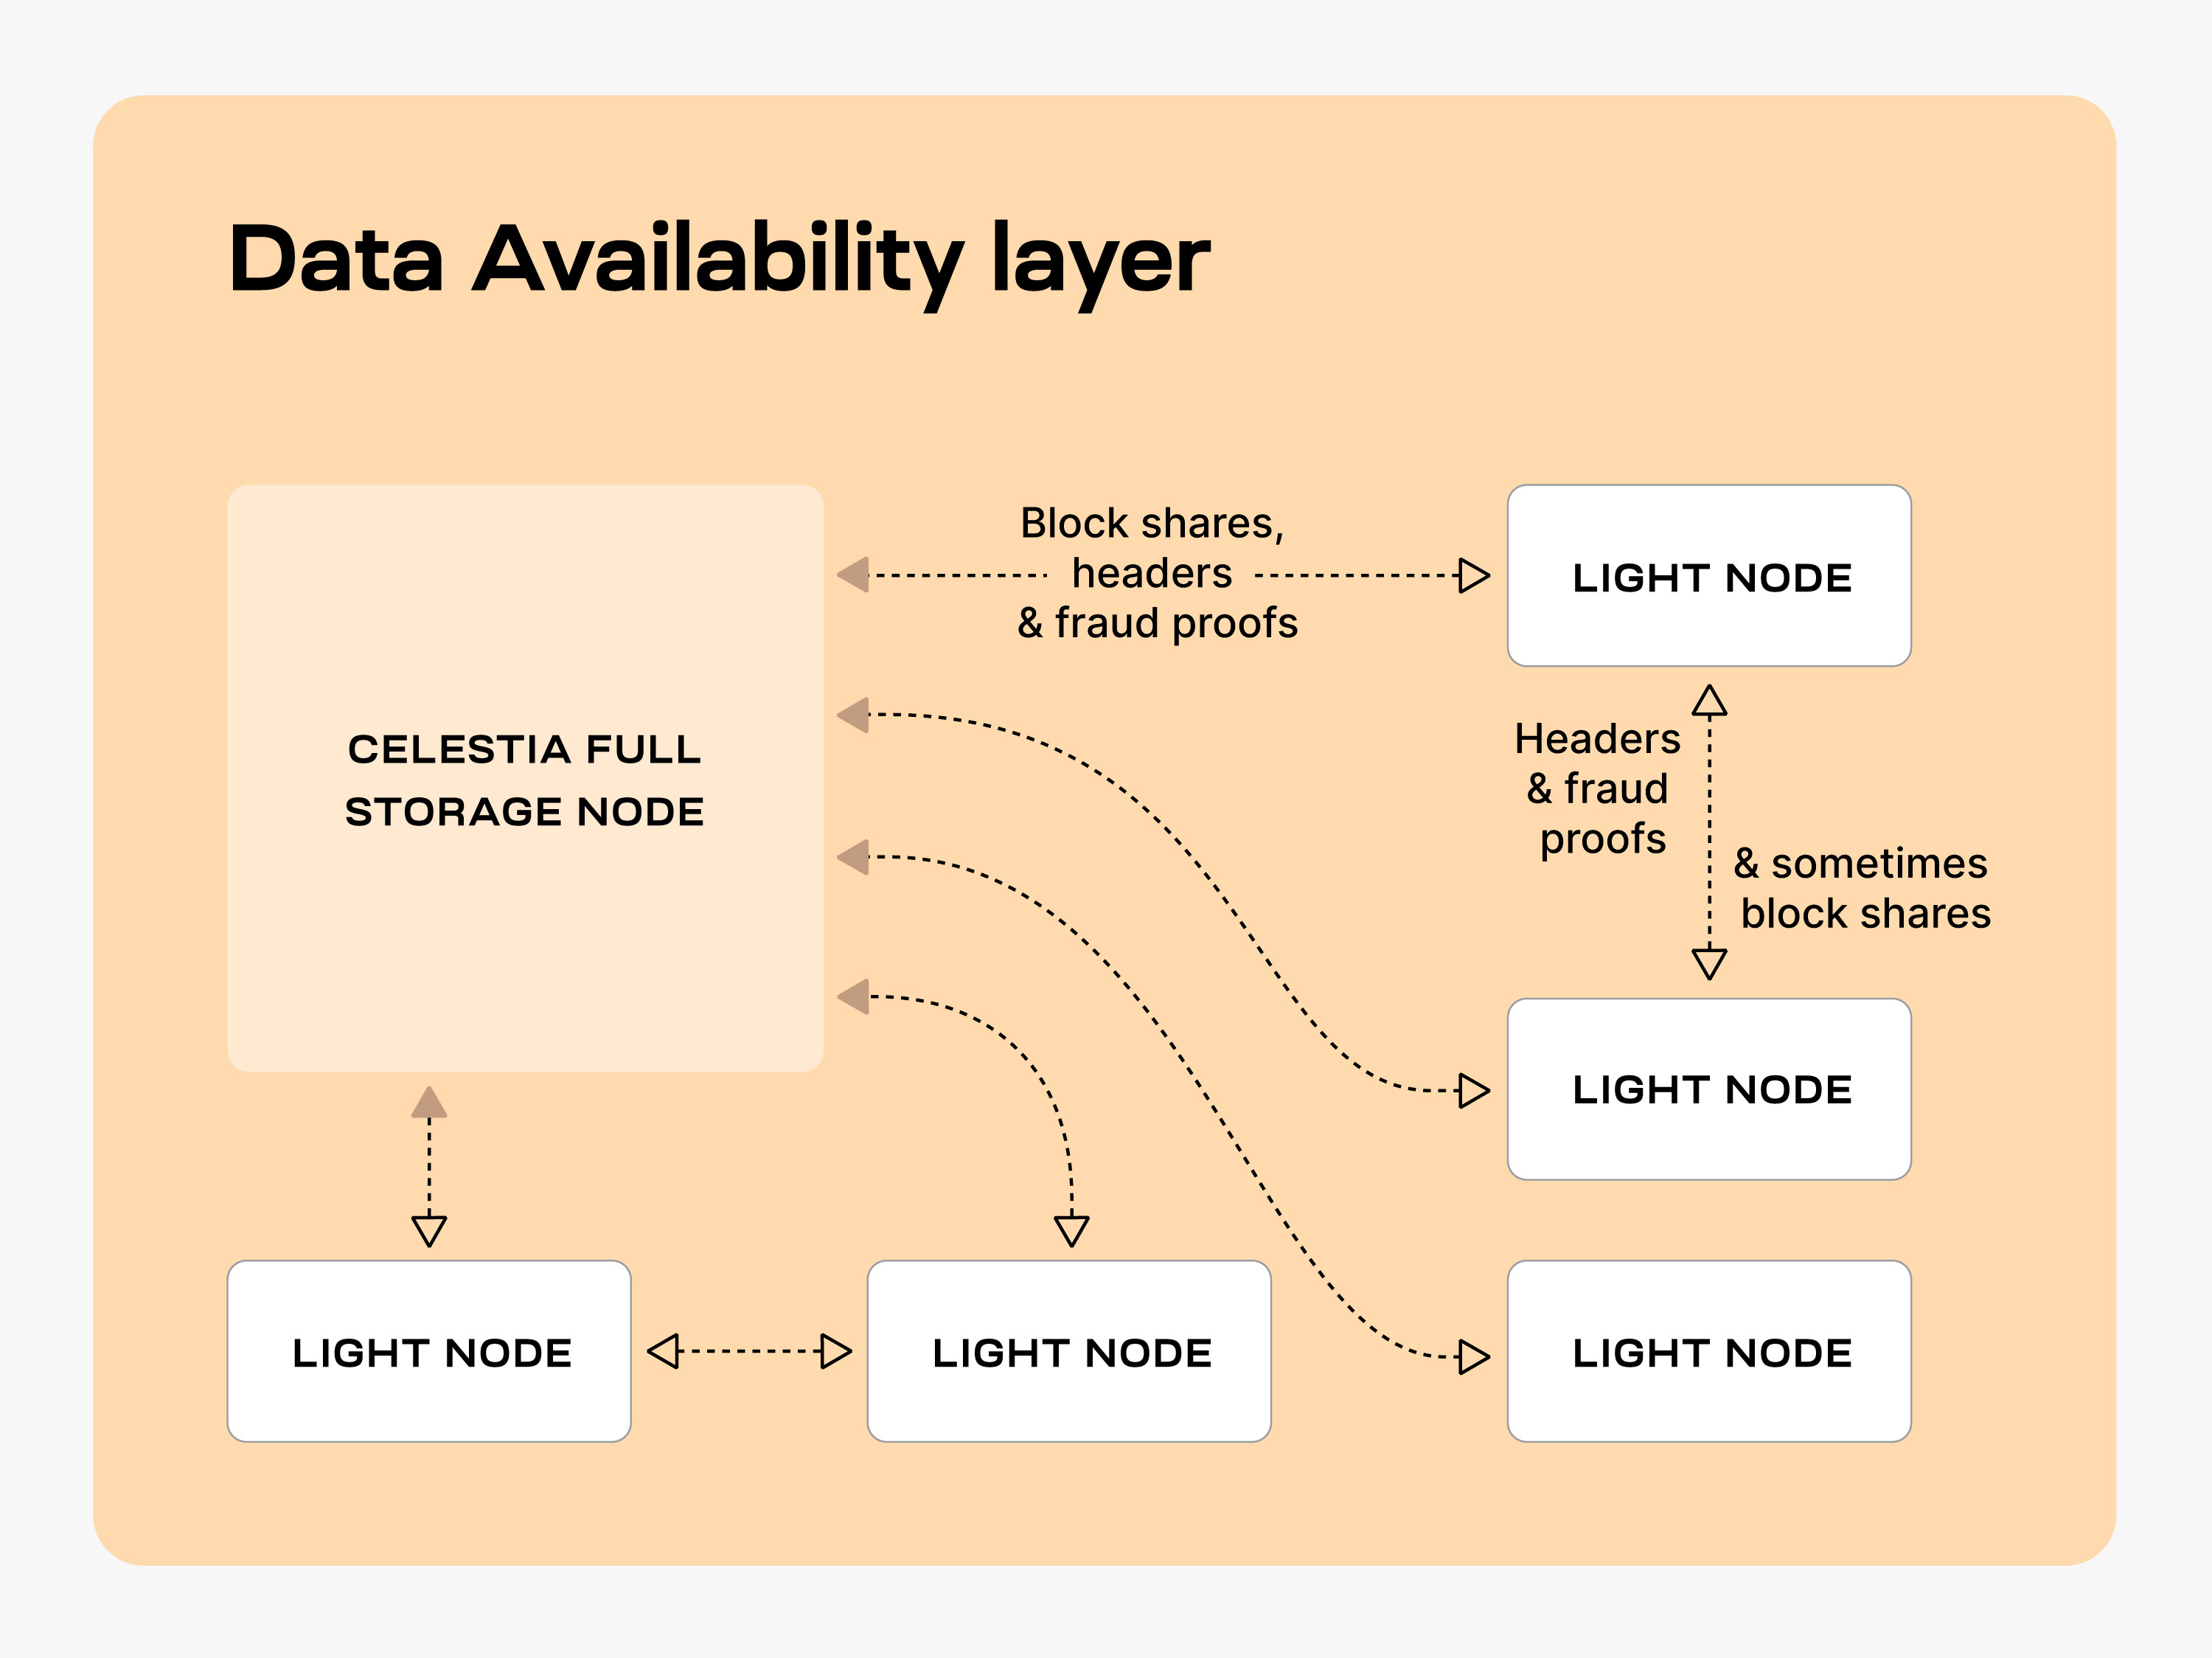 Data Availability layer
Block shares,
headers
& fraud proofs
LIGHT NODE
CELESTIA FULL
STORAGE NODE
Headers
& fraud
proofs
& sometimes
block shares
LIGHT NODE
LIGHT NODE
LIGHT NODE
LIGHT NODE